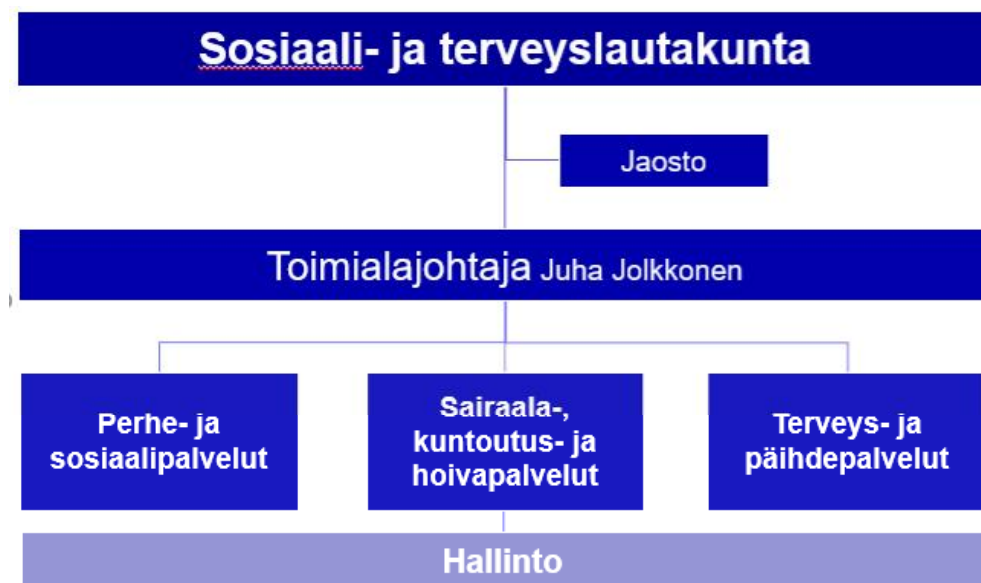 Sosiaali- ja terveyslautakunta
Jaosto
Toimialajohtaja Juha Jolkkonen
Perhe- ja
sosiaalipalvelut
Sairaala-,
kuntoutus- ja
hoivapalvelut
Terveys- ja
päihdepalvelut
Hallinto